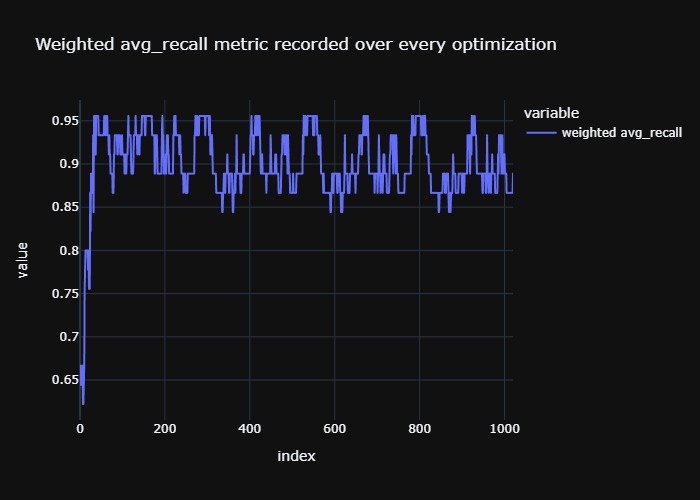 Weighted avg_recall metric recorded over every optimization
variable
weighted avg_recall
value
0.95
0.9
0.85
0.8
0.75
0.7
0.65
0
200
400
600
800
1000
index